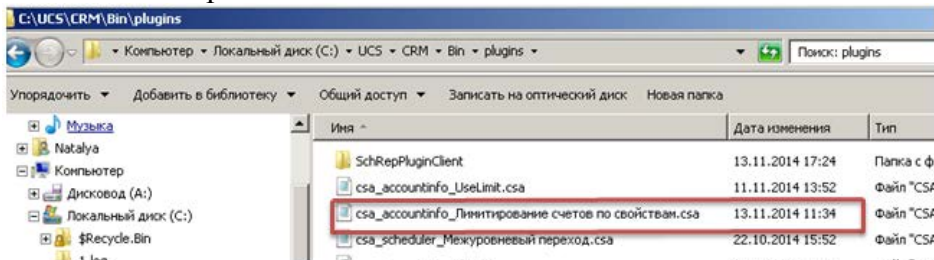 C:\UCS\CRM\Bin\plugins
Компьютер Локальный диск (C:) UCS CRM Bin plugins Поиск: plugins
Упорядочить Добавить в библиотеку Общий доступ Записать на оптический диск Новая папка
Музыка Имя Дата изменения Тип
Natalya
SchRepPluginClient 13.11.2014 17:24 Папка с ф
Компьютер
csa_accountinfo_UseLimit.csa 11.11.2014 13:52 Файл "CSA
Дисковод (A:)
csa_accountinfo_Лимитирование счетов по свойствам.csa 13.11.2014 11:34 Файл "CSA
Локальный диск (C:)
$Recycle.Bin csa_scheduler_Межуровневый переход.csa 22.10.2014 15:52 Файл "CSA